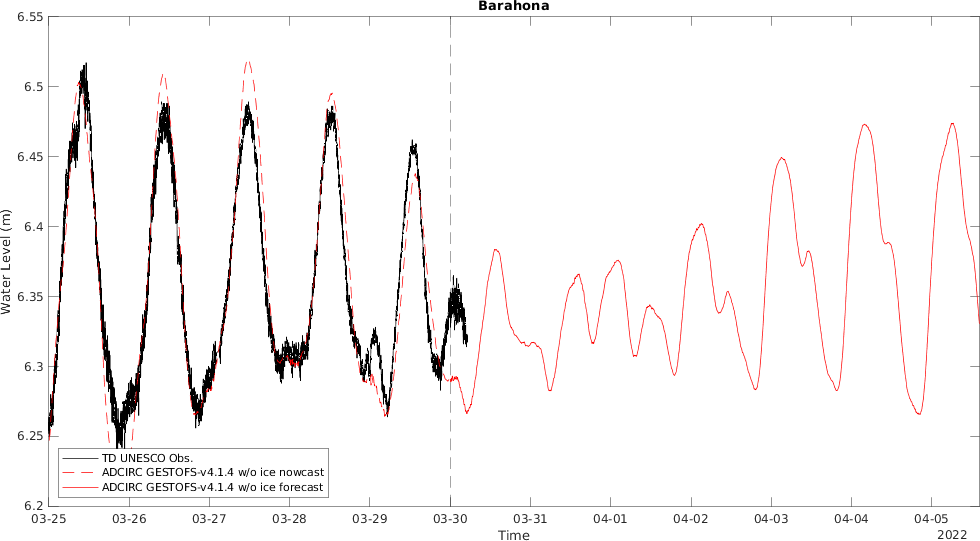 Barahona
Water Level (m)
6.55
6.5
6.45
6.4
6.35
6.3
6.25
6.2
TD UNESCO Obs.
ADCIRC GESTOFS-v4.1.4 w/o ice nowcast
ADCIRC GESTOFS-v4.1.4 w/o ice forecast
03-25 03-26 03-27 03-28 03-29 03-30 03-31 04-01 04-02 04-03 04-04 04-05
Time
2022